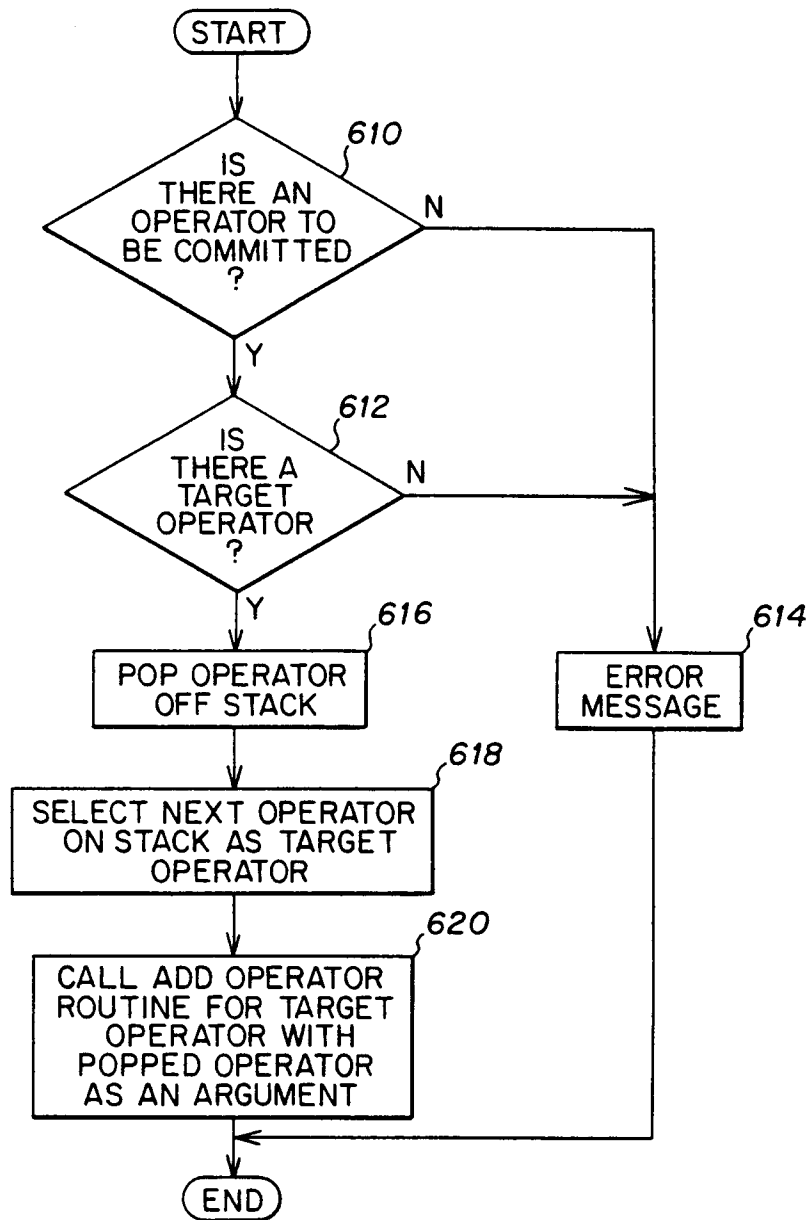 START
610
IS
THERE AN
OPERATOR TO
BE COMMITTED
?
N
Y
612
IS
THERE A
TARGET
OPERATOR
?
N
Y
616
POP OPERATOR
OFF STACK
614
ERROR
MESSAGE
618
SELECT NEXT OPERATOR
ON STACK AS TARGET
OPERATOR
620
CALL ADD OPERATOR
ROUTINE FOR TARGET
OPERATOR WITH
POPPED OPERATOR
AS AN ARGUMENT
END